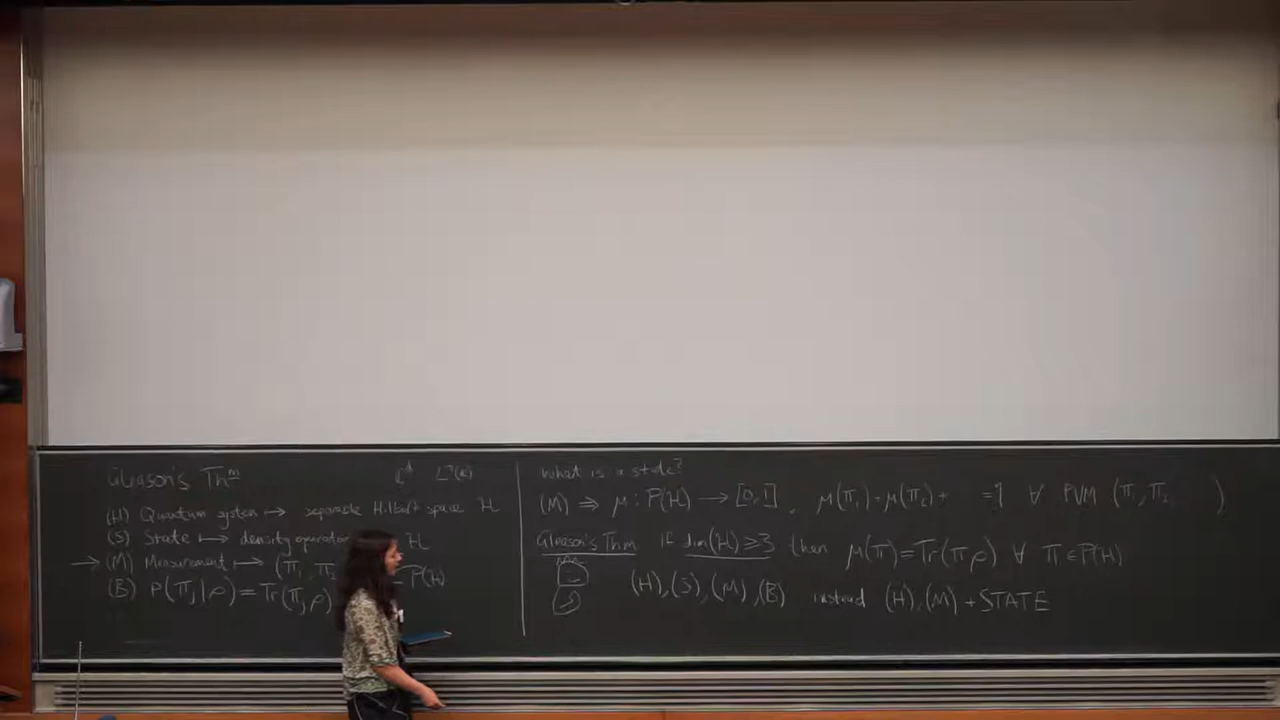 Gleason's Thm
ℂᵈ L²(ℝ)
(H) Quantum system ↦ separable Hilbert space H
(S) State ↦ density operator H
→ (M) Measurement ↦ (Π₁, Π₂ P(H)
(B) P(Πⱼ|ρ) = Tr(Πⱼρ)
What is a state?
(M) ⇒ μ: P(H) → [0,1], μ(Π₁)+μ(Π₂)+ =1 ∀ PVM (Π₁, Π₂ )
Gleason's Thm If dim(H)≥3 then μ(Π)=Tr(Πρ) ∀ Π∈P(H)
(H),(S),(M),(B) instead (H),(M)+STATE